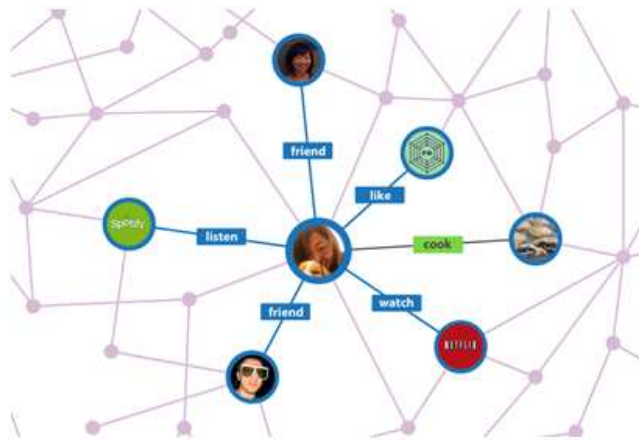 friend
like
Spotify
listen
cook
friend
watch
NETFLIX